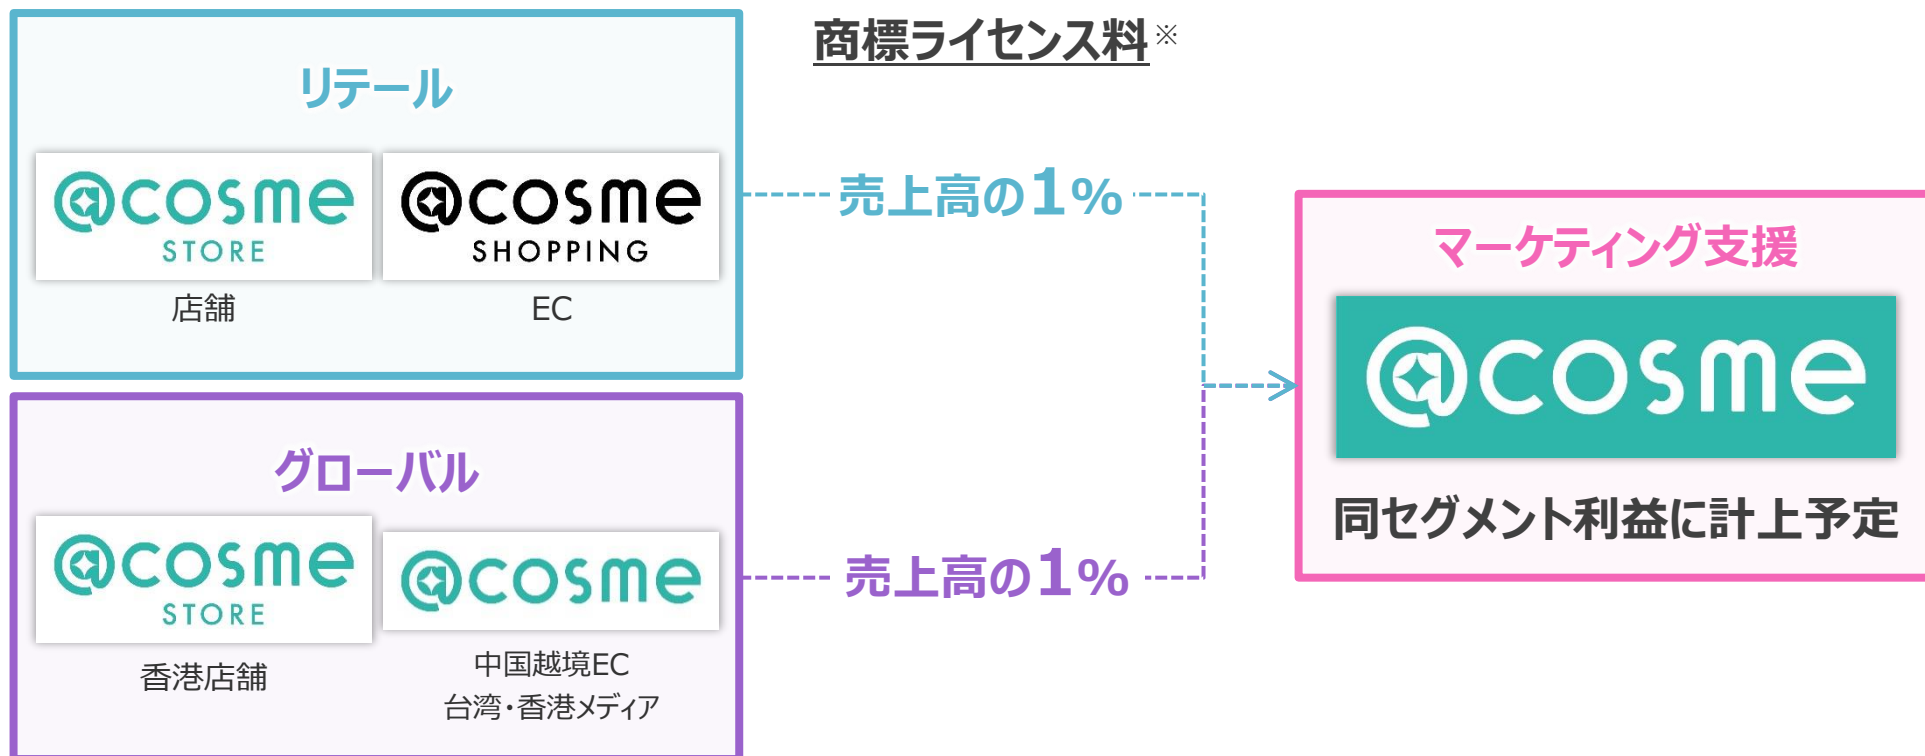 商標ライセンス料※
リテール
@cosme
STORE
店舗
@cosme
SHOPPING
EC
売上高の1%
グローバル
@cosme
STORE
香港店舗
@cosme
中国越境EC
台湾・香港メディア
売上高の1%
マーケティング支援
@cosme
同セグメント利益に計上予定